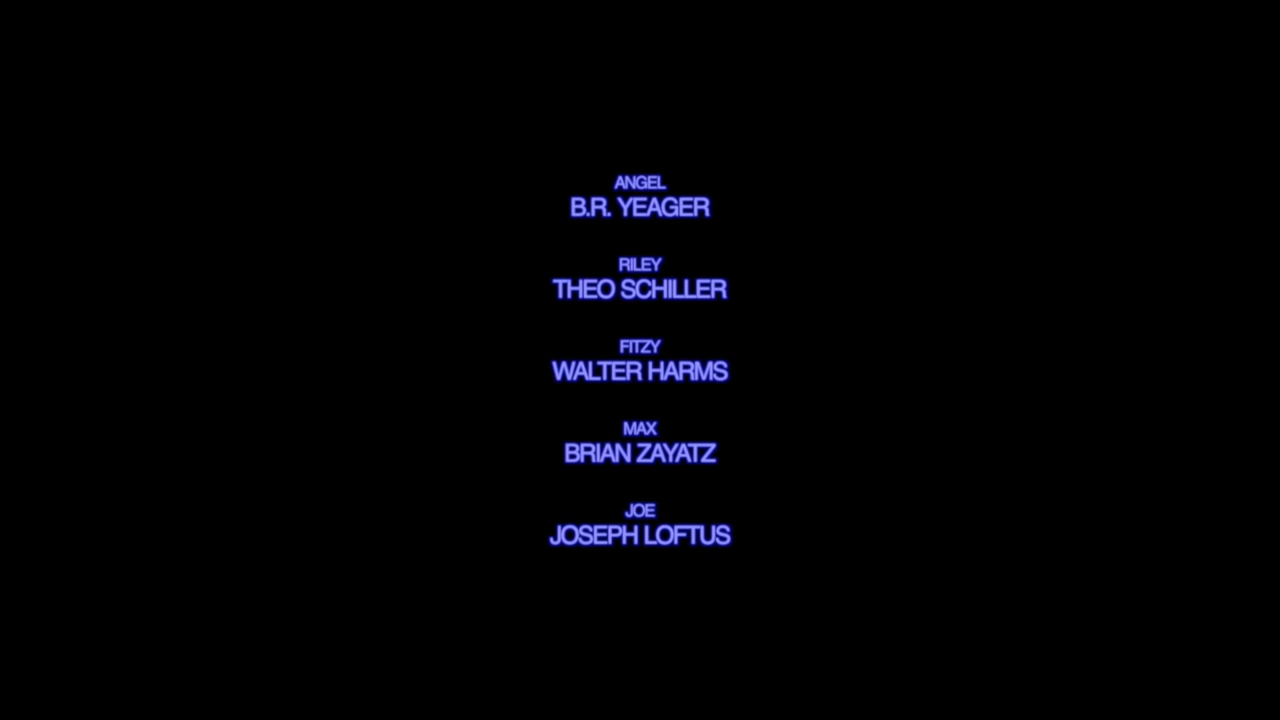 ANGEL
B.R. YEAGER
RILEY
THEO SCHILLER
FITZY
WALTER HARMS
MAX
BRIAN ZAYATZ
JOE
JOSEPH LOFTUS